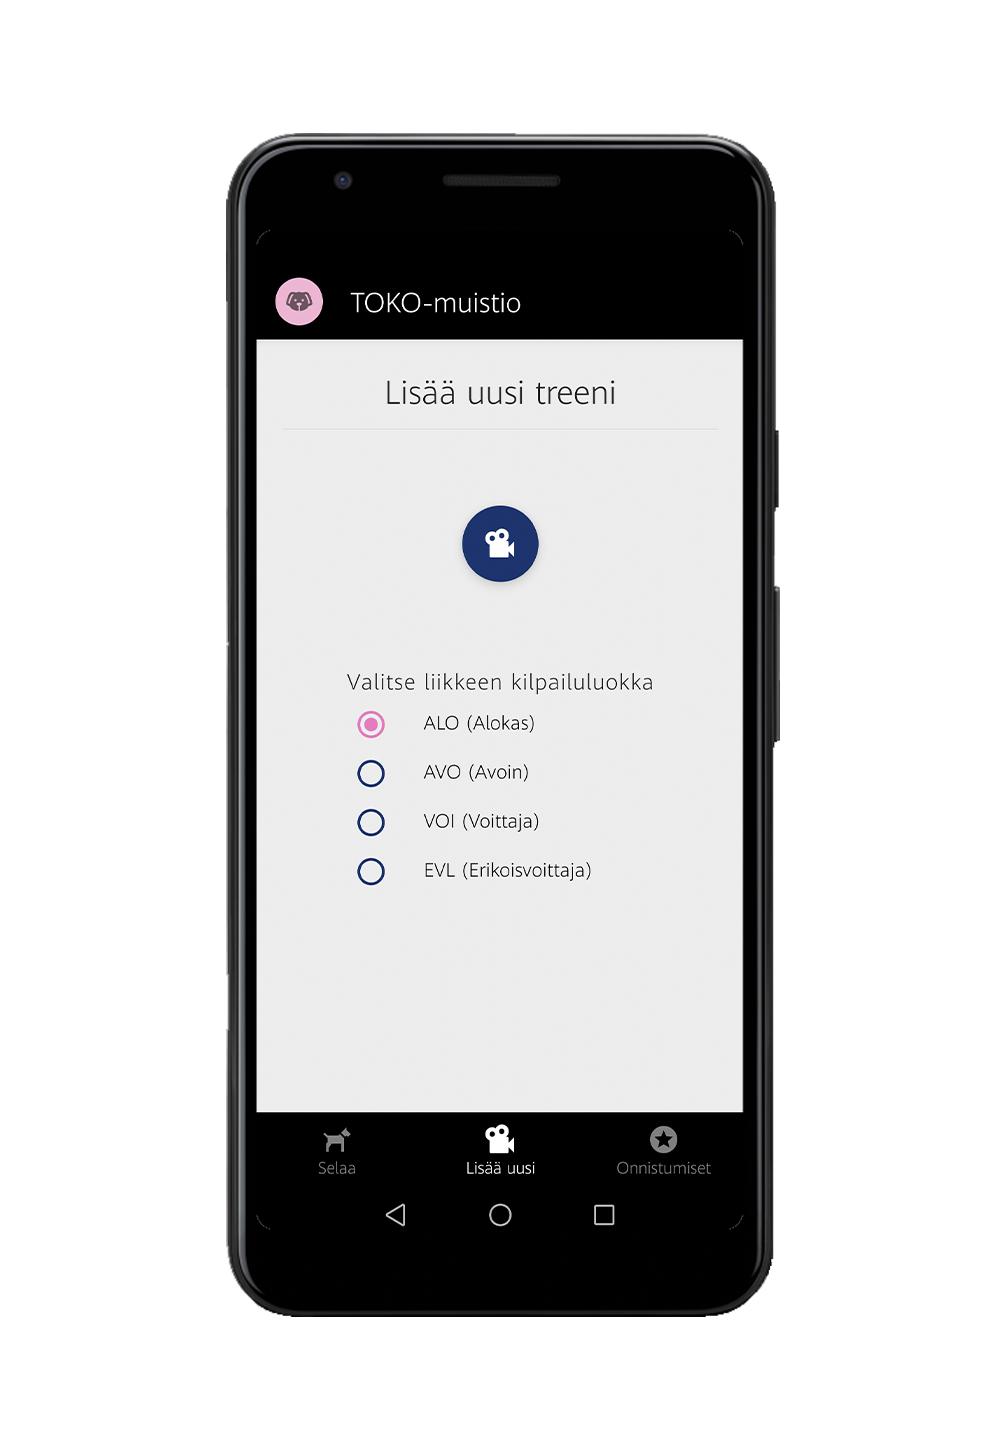 TOKO-muistio
Lisää uusi treeni
Valitse liikkeen kilpailuluokka
ALO (Alokas)
AVO (Avoin)
VOI (Voittaja)
EVL (Erikoisvoittaja)
Selaa
Lisää uusi
Onnistumiset